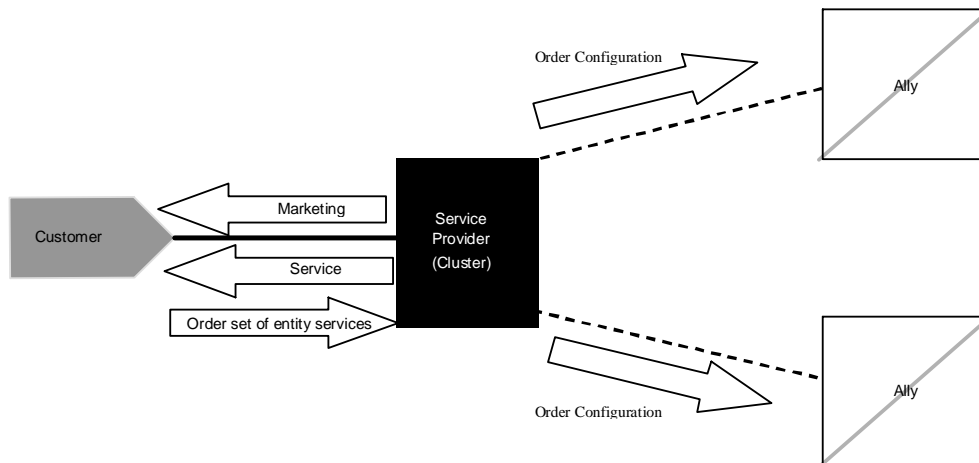 Order Configuration
Ally
Marketing
Customer
Service
Provider
(Cluster)
Service
Order set of entity services
Ally
Order Configuration